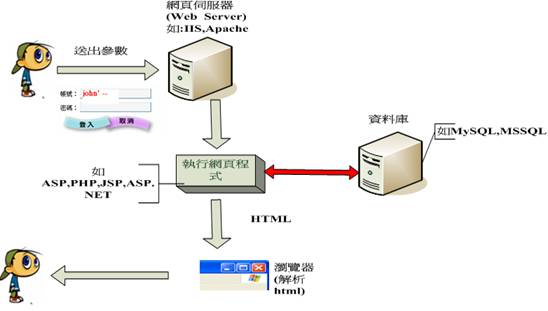 網頁伺服器
(Web Server)
如:IIS,Apache
送出參數
帳號：john'--
密碼：
登入
取消
資料庫
如MySQL,MSSQL
執行網頁程
式
如
ASP,PHP,JSP,ASP.
NET
HTML
瀏覽器
(解析
html)